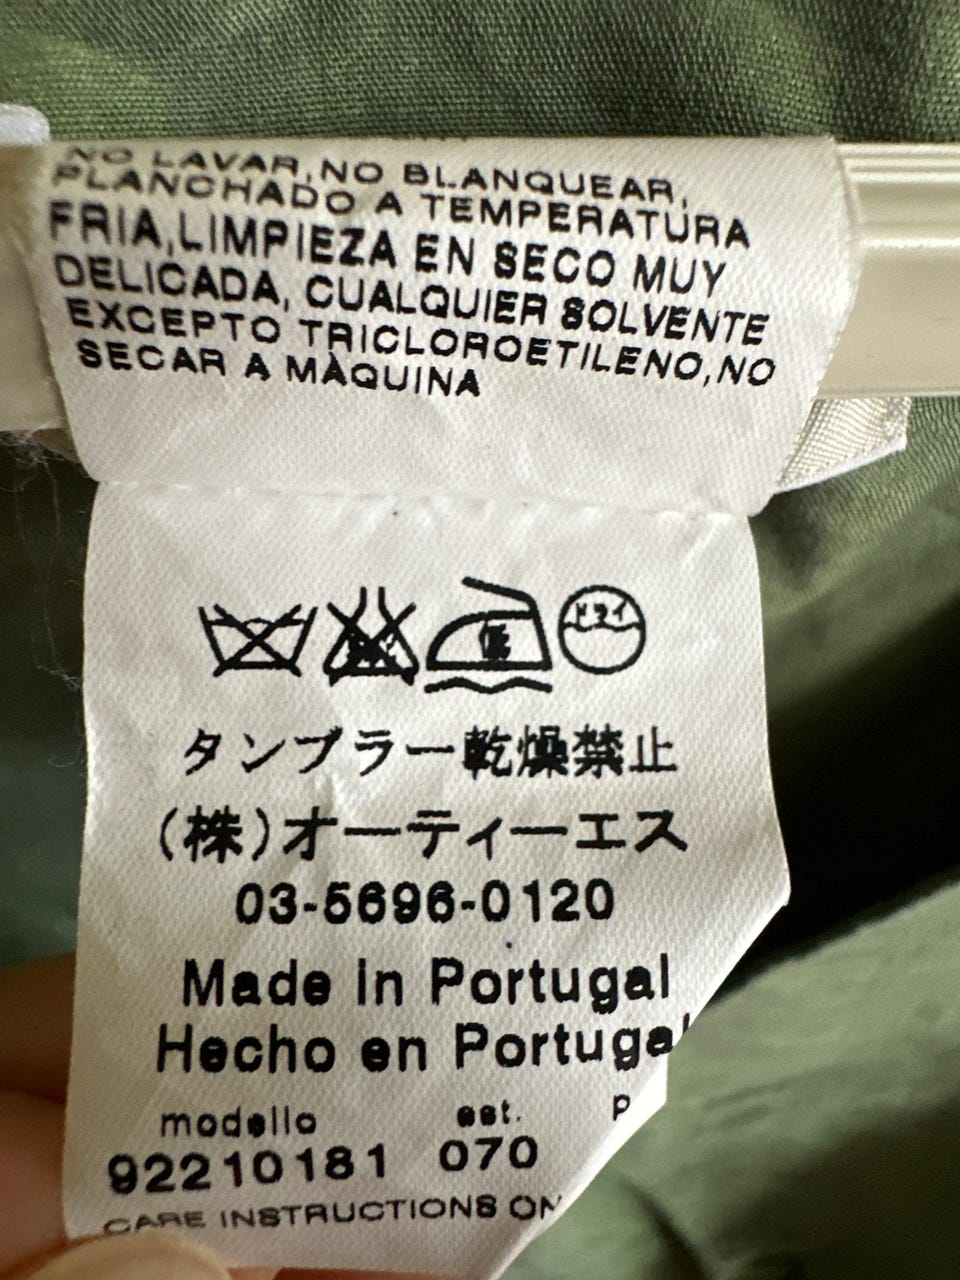 NO LAVAR,NO BLANQUEAR,
PLANCHADO A TEMPERATURA
FRIA,LIMPIEZA EN SECO MUY
DELICADA, CUALQUIER SOLVENTE
EXCEPTO TRICLOROETILENO,NO
SECAR A MÀQUINA
低 ドライ
タンブラー乾燥禁止
(株)オーティーエス
03-5696-0120
Made in Portugal
Hecho en Portugal
modello est. P
92210181 070
CARE INSTRUCTIONS ON